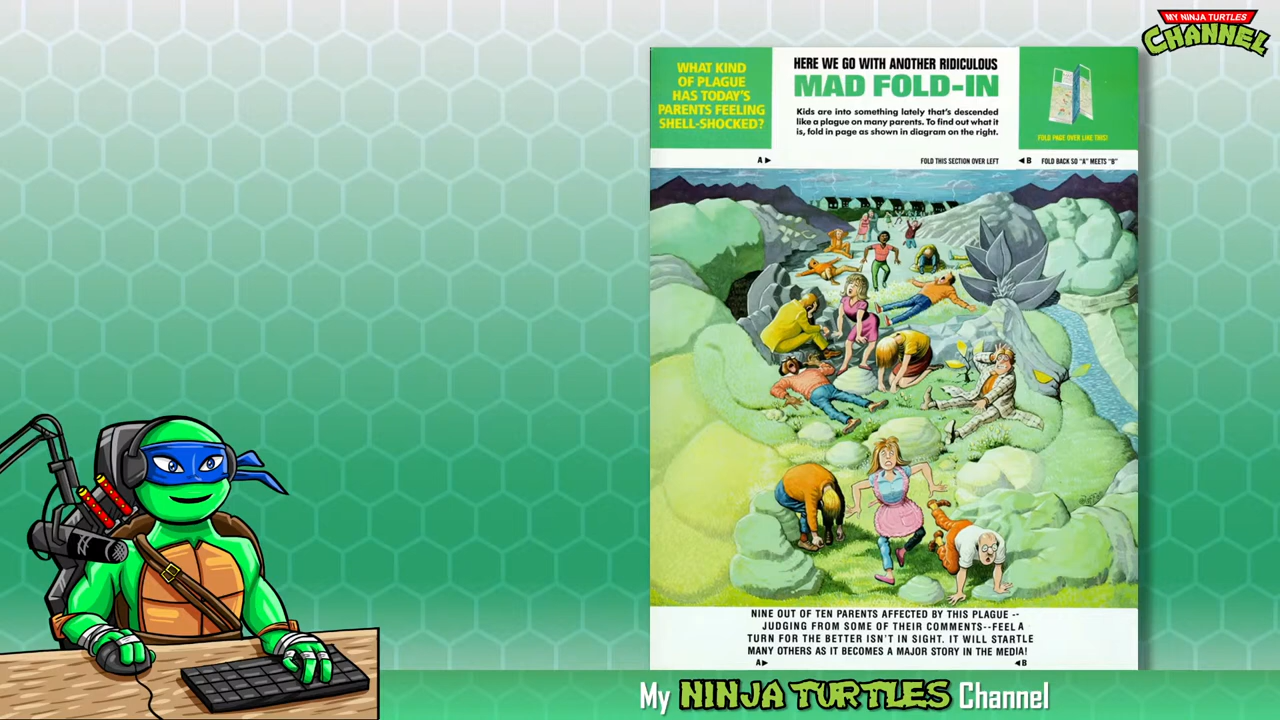 MY NINJA TURTLES
CHANNEL
WHAT KIND
OF PLAGUE
HAS TODAY'S
PARENTS FEELING
SHELL-SHOCKED?
HERE WE GO WITH ANOTHER RIDICULOUS
MAD FOLD-IN
Kids are into something lately that's descended
like a plague on many parents. To find out what it
is, fold in page as shown in diagram on the right.
FOLD PAGE OVER LIKE THIS!
A▶
FOLD THIS SECTION OVER LEFT
◀B FOLD BACK SO "A" MEETS "B"
NINE OUT OF TEN PARENTS AFFECTED BY THIS PLAGUE --
JUDGING FROM SOME OF THEIR COMMENTS--FEEL A
TURN FOR THE BETTER ISN'T IN SIGHT. IT WILL STARTLE
MANY OTHERS AS IT BECOMES A MAJOR STORY IN THE MEDIA!
A▶
◀B
My NINJA TURTLES Channel